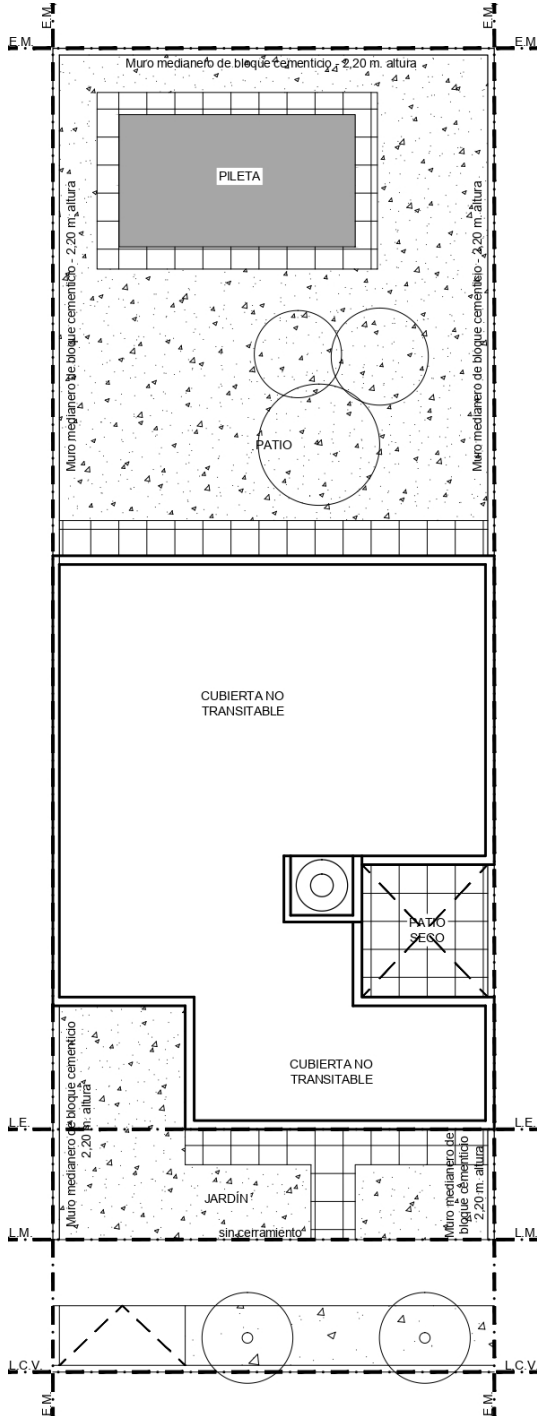 E.M.
E.M.
E.M.
E.M.
Muro medianero de bloque cementicio - 2,20 m. altura
PILETA
Muro medianero de bloque cementicio - 2,20 m. altura
Muro medianero de bloque cementicio - 2,20 m. altura
PATIO
CUBIERTA NO
TRANSITABLE
PATIO
SECO
CUBIERTA NO
TRANSITABLE
Muro medianero de bloque cementicio
2,20 m. altura
L.E.
L.E.
Muro medianero de
bloque cementicio
2,20 m. altura
JARDÍN
sin cerramiento
L.M.
L.M.
L.C.V.
L.C.V.
E.M.
E.M.